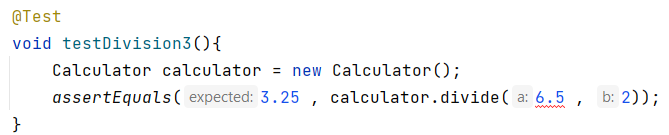 @Test
void testDivision3(){
    Calculator calculator = new Calculator();
    assertEquals( expected: 3.25 , calculator.divide( a: 6.5 , b: 2));
}